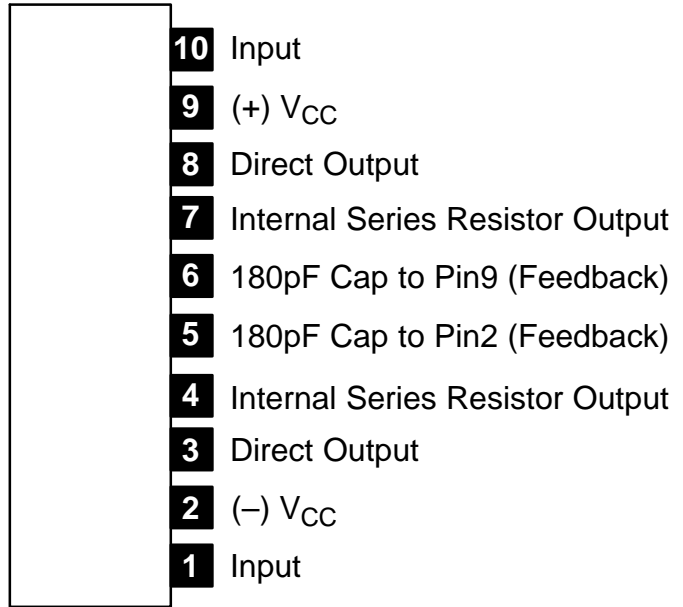 10 Input
9 (+) VCC
8 Direct Output
7 Internal Series Resistor Output
6 180pF Cap to Pin9 (Feedback)
5 180pF Cap to Pin2 (Feedback)
4 Internal Series Resistor Output
3 Direct Output
2 (–) VCC
1 Input